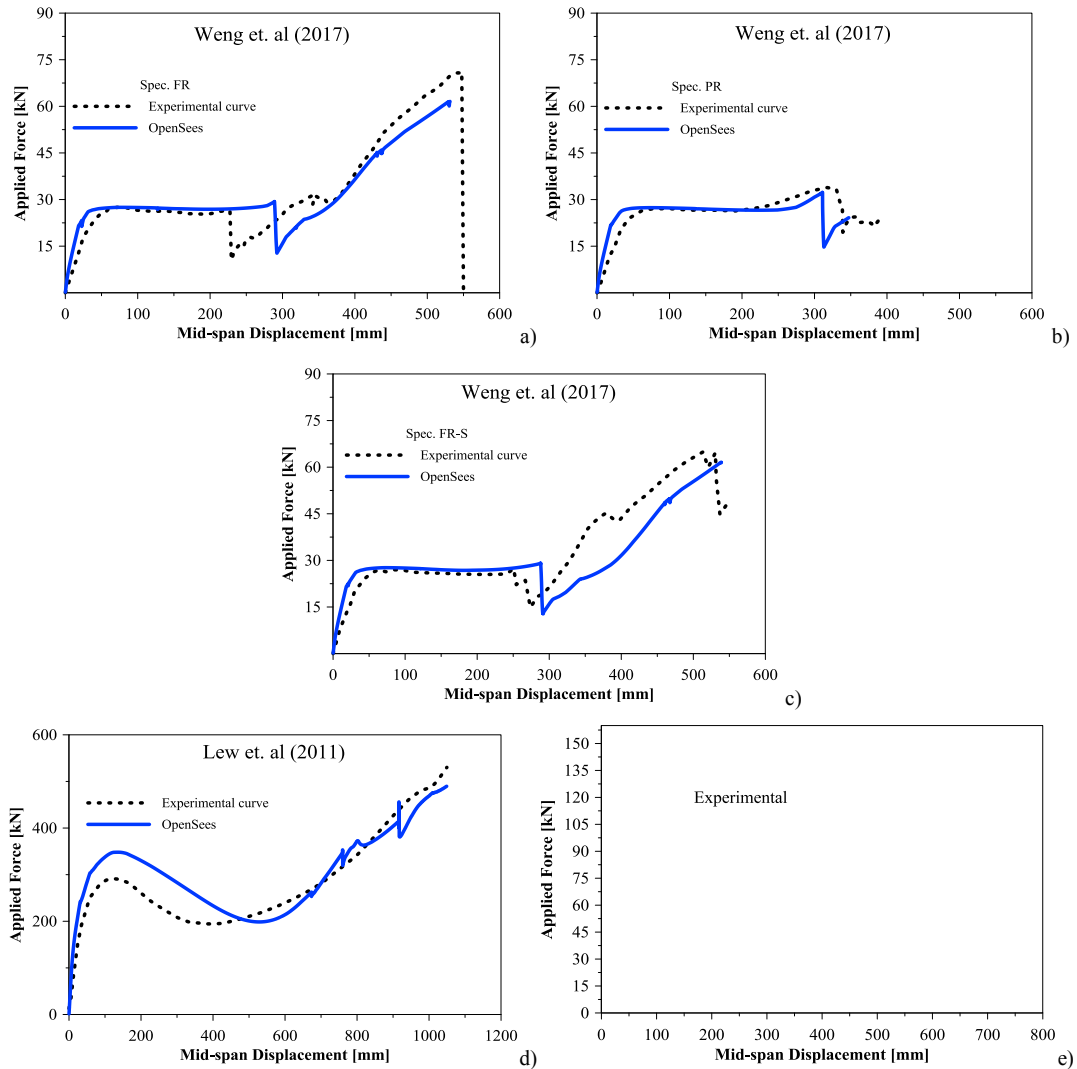 Weng et. al (2017)
Spec. FR
Experimental curve
OpenSees
Applied Force [kN]
90
75
60
45
30
15
0 100 200 300 400 500 600
Mid-span Displacement [mm]
a)
Weng et. al (2017)
Spec. PR
Experimental curve
OpenSees
Applied Force [kN]
90
75
60
45
30
15
0 100 200 300 400 500 600
Mid-span Displacement [mm]
b)
Weng et. al (2017)
Spec. FR-S
Experimental curve
OpenSees
Applied Force [kN]
90
75
60
45
30
15
0 100 200 300 400 500 600
Mid-span Displacement [mm]
c)
Lew et. al (2011)
Experimental curve
OpenSees
Applied Force [kN]
600
400
200
0
0 200 400 600 800 1000 1200
Mid-span Displacement [mm]
d)
Experimental
Applied Force [kN]
150
135
120
105
90
75
60
45
30
15
0
0 100 200 300 400 500 600 700 800
Mid-span Displacement [mm]
e)